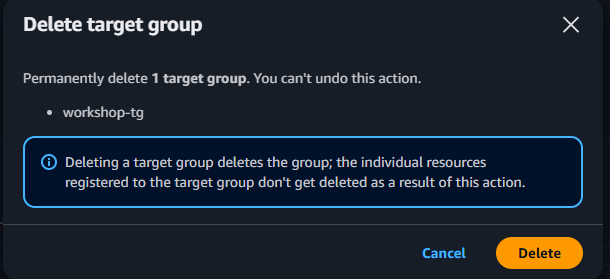 Delete target group
Permanently delete 1 target group. You can't undo this action.
workshop-tg
Deleting a target group deletes the group; the individual resources
registered to the target group don't get deleted as a result of this action.
Cancel
Delete